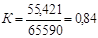 K = 55,421 / 65590 = 0,84